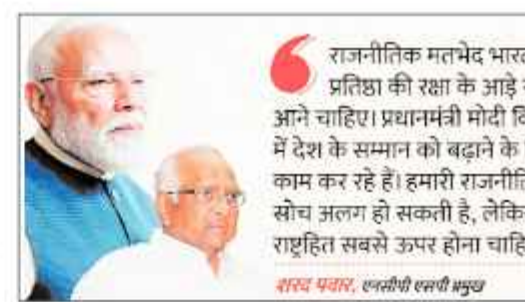 राजनीतिक मतभेद
प्रतिष्ठा की रक्षा के आड़े
आने चाहिए। प्रधानमंत्री मोदी
में देश के सम्मान को बढ़ाने के
काम कर रहे हैं। हमारी
सोच अलग हो सकती है,
राष्ट्रहित सबसे ऊपर होना
शरद पवार, एनसीपी एसपी प्रमुख